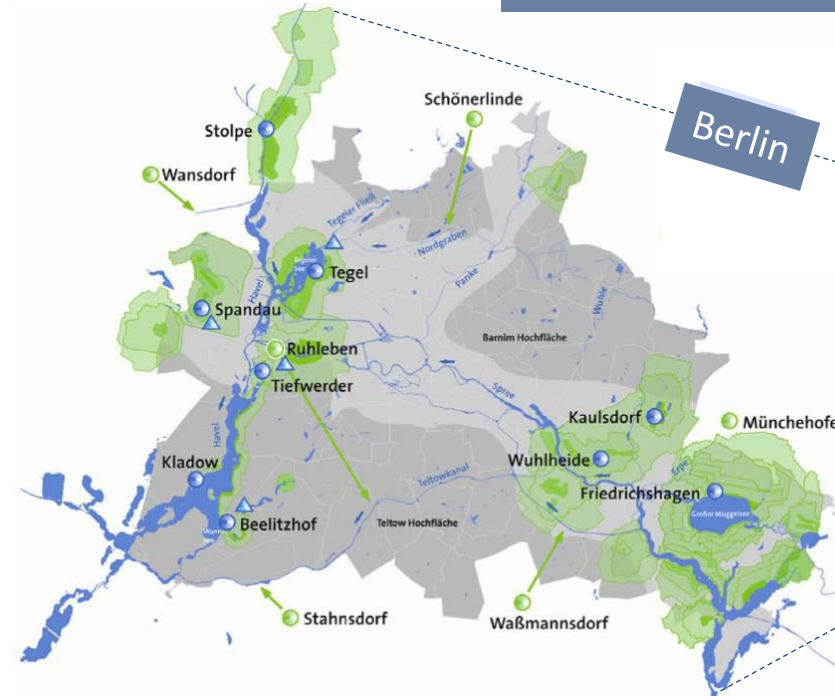 Berlin
Schönerlinde
Stolpe
Wansdorf
Tegeler Fließ
Nordgraben
Tegeler
See
Tegel
Havel
Panke
Wuhle
Spandau
Barnim Hochfläche
Ruhleben
Tiefwerder
Spree
Kaulsdorf
Münchehofe
Havel
Kladow
Wuhlheide
Erpe
Teltowkanal
Friedrichshagen
Großer Müggelsee
Beelitzhof
Teltow Hochfläche
Stahnsdorf
Waßmannsdorf